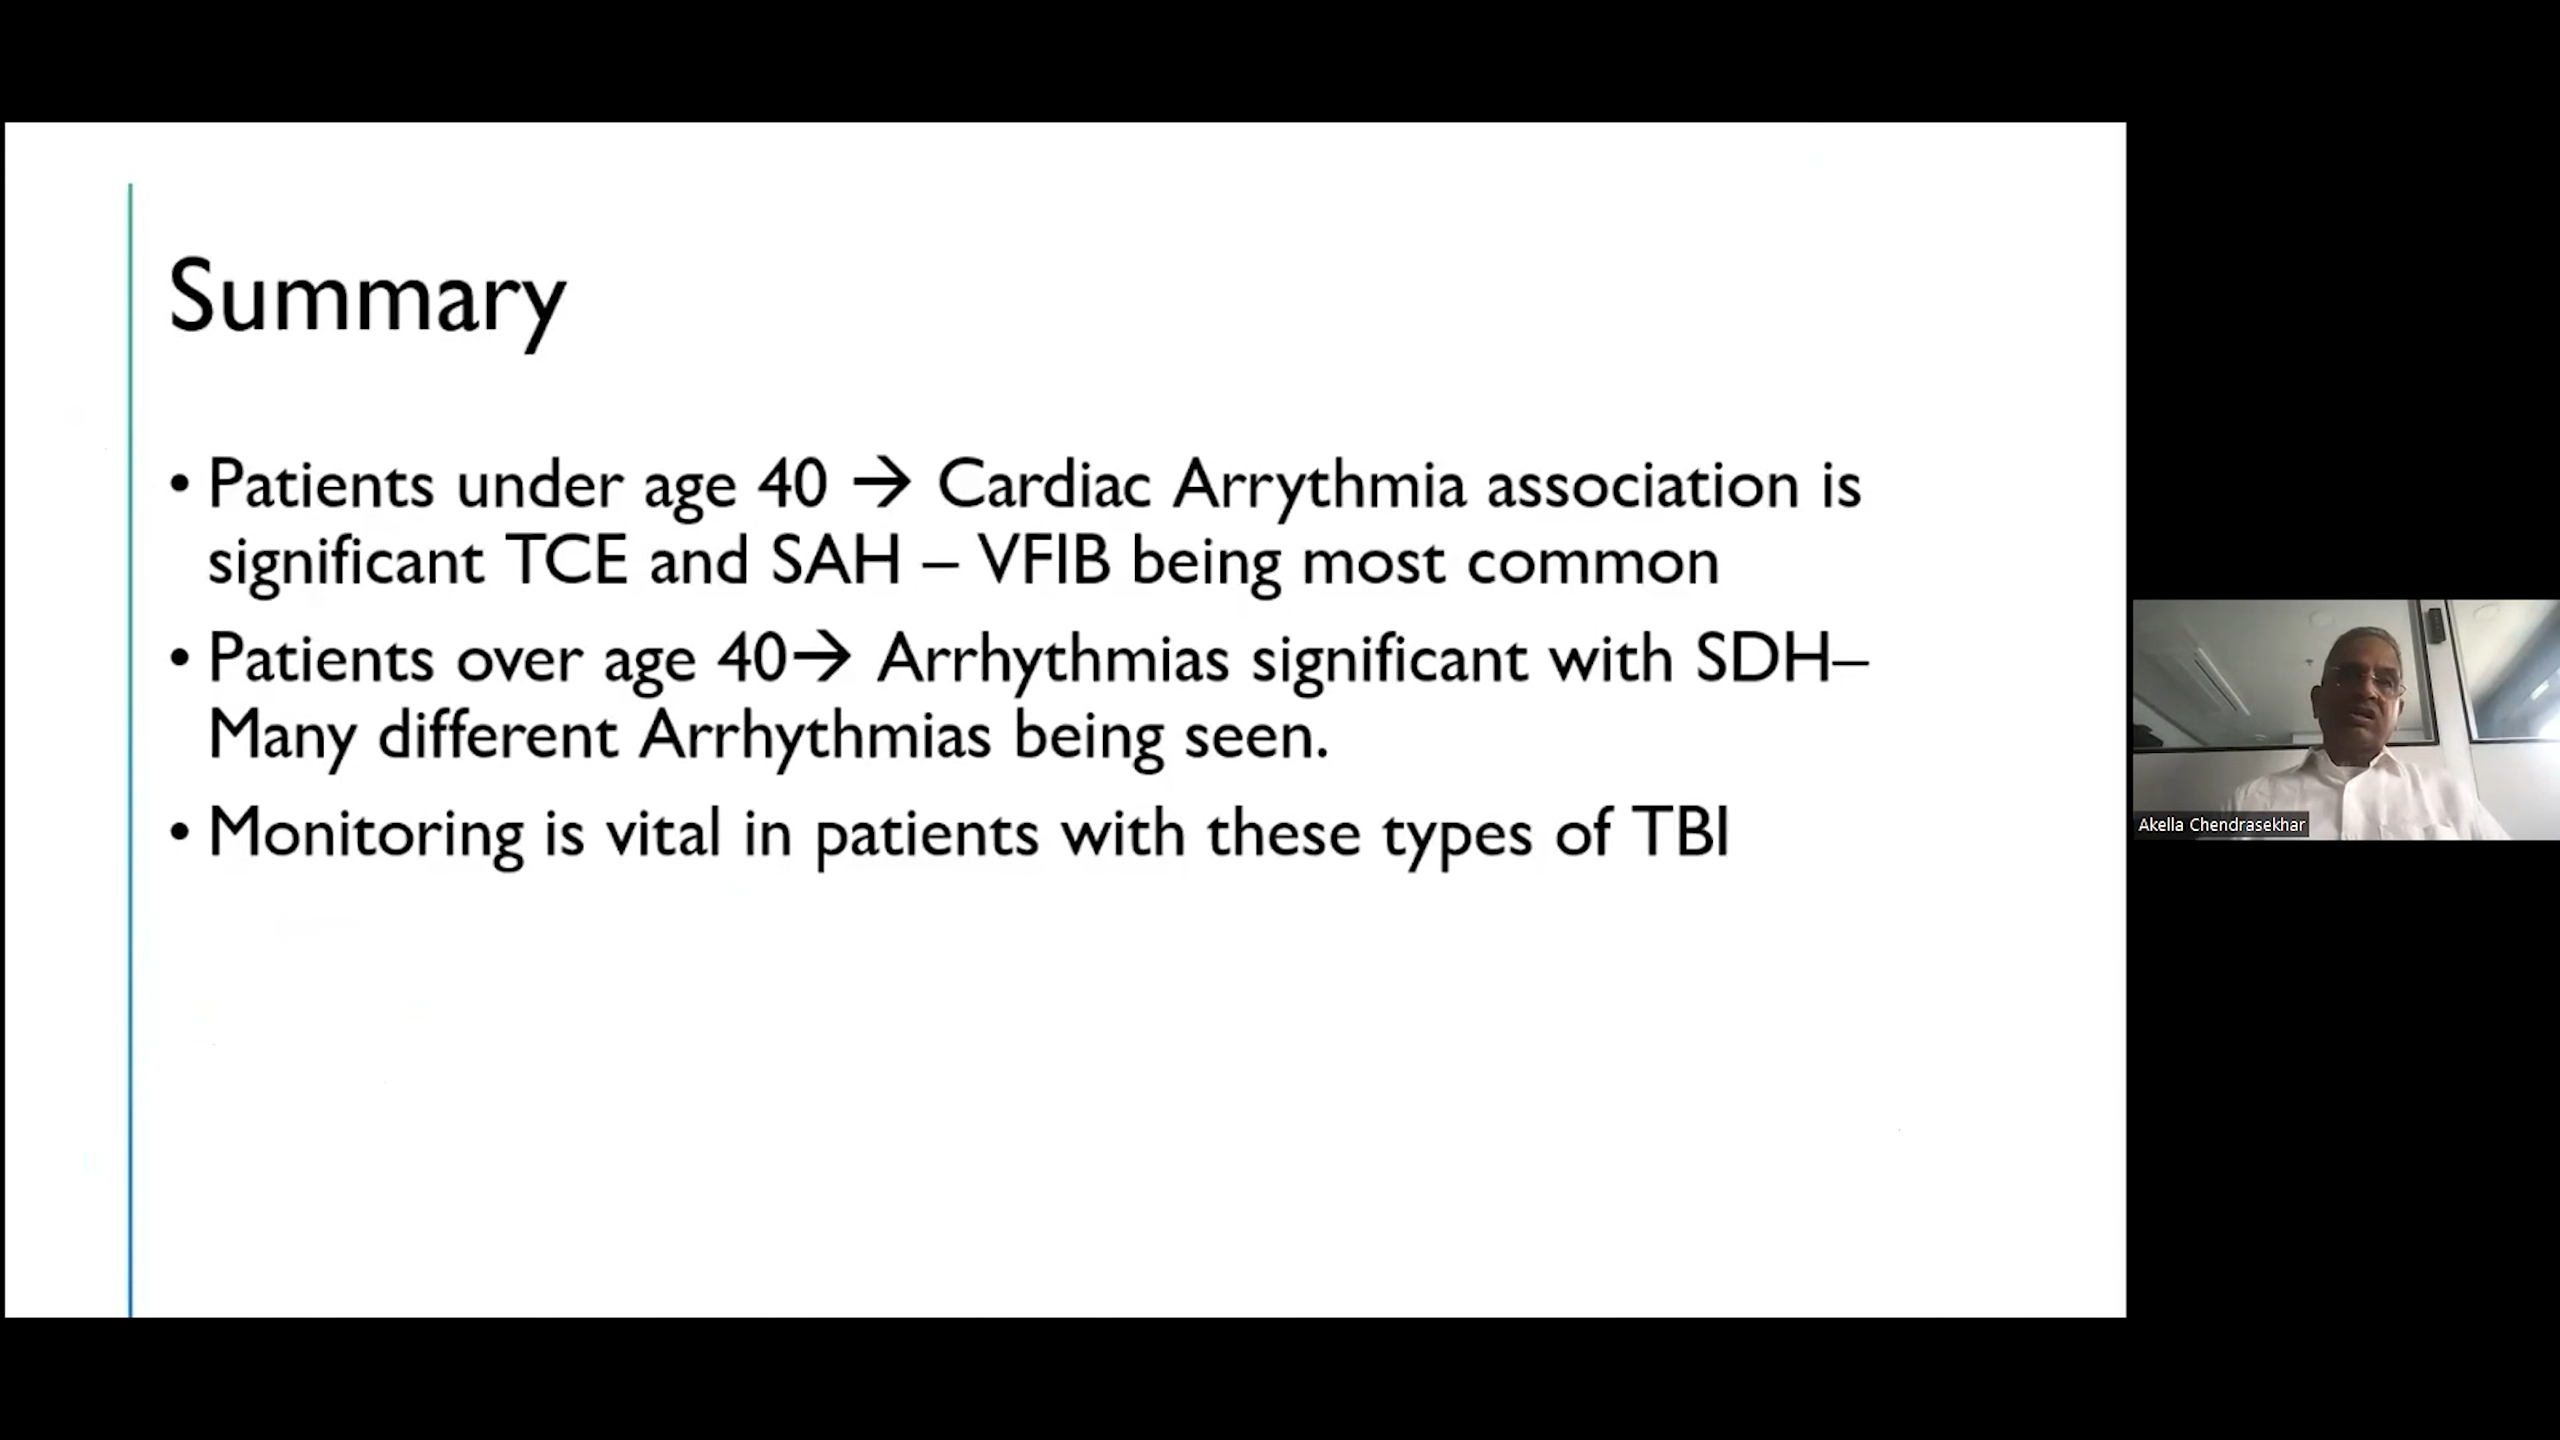 Summary
• Patients under age 40 → Cardiac Arrythmia association is
significant TCE and SAH – VFIB being most common
• Patients over age 40→ Arrhythmias significant with SDH–
Many different Arrhythmias being seen.
• Monitoring is vital in patients with these types of TBI
Akella Chendrasekhar